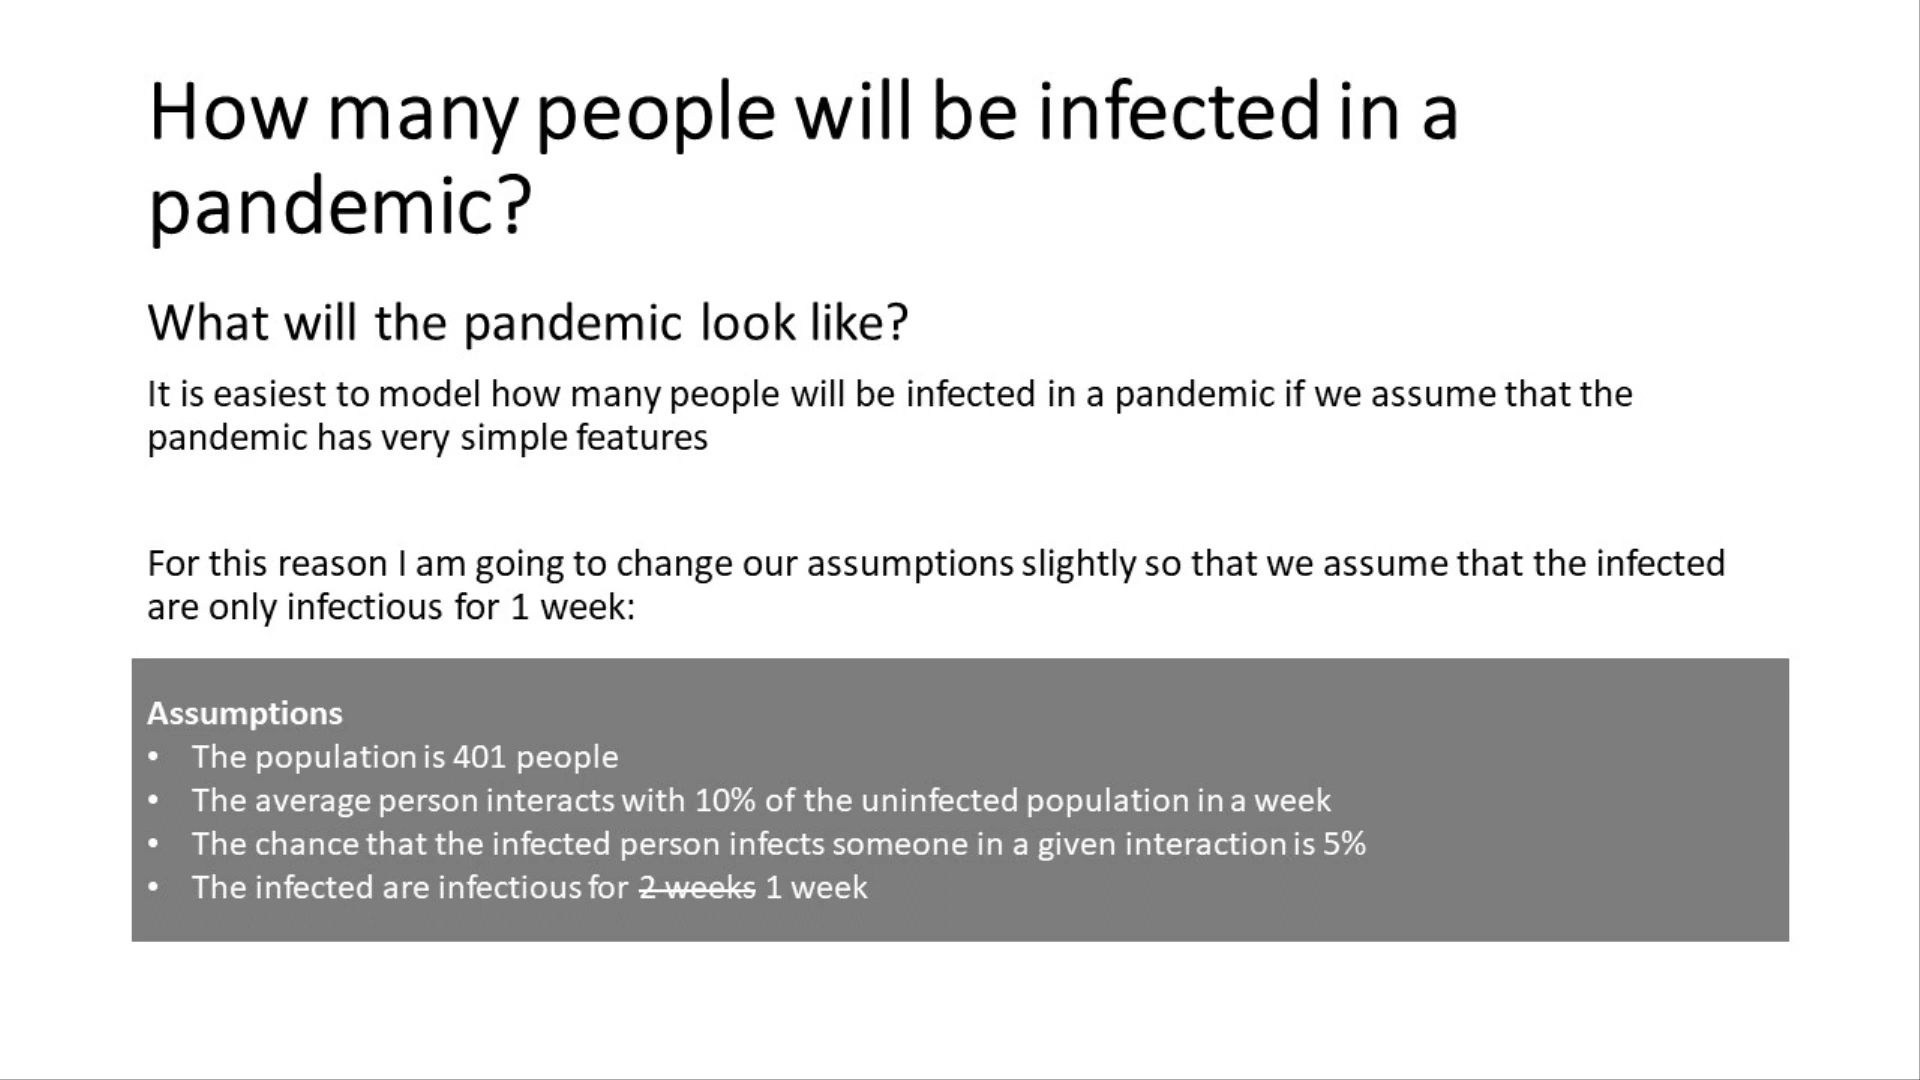 How many people will be infected in a
pandemic?
What will the pandemic look like?
It is easiest to model how many people will be infected in a pandemic if we assume that the
pandemic has very simple features
For this reason I am going to change our assumptions slightly so that we assume that the infected
are only infectious for 1 week:
Assumptions
• The population is 401 people
• The average person interacts with 10% of the uninfected population in a week
• The chance that the infected person infects someone in a given interaction is 5%
• The infected are infectious for 2 weeks 1 week